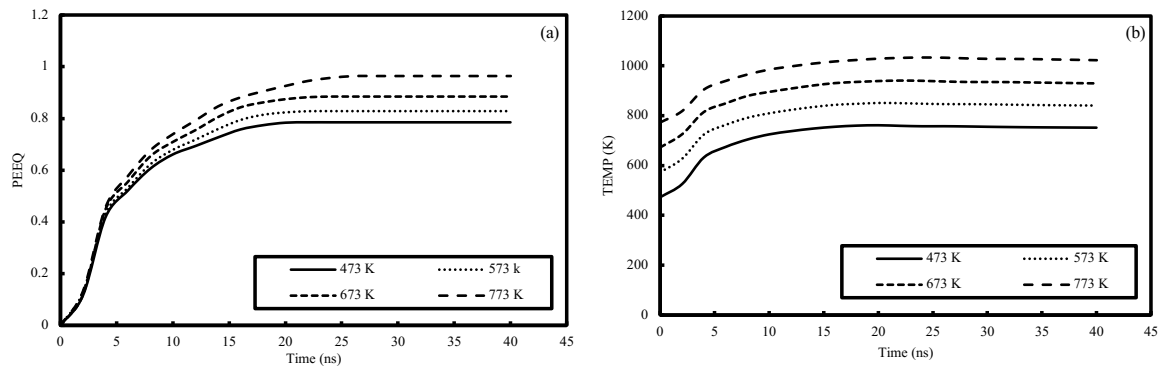 (a)
1.2
1
0.8
0.6
0.4
0.2
0
PEEQ
473 K 573 k
673 K 773 K
0 5 10 15 20 25 30 35 40 45
Time (ns)
(b)
1200
1000
800
600
400
200
0
TEMP (K)
473 K 573 K
673 K 773 K
0 5 10 15 20 25 30 35 40 45
Time (ns)